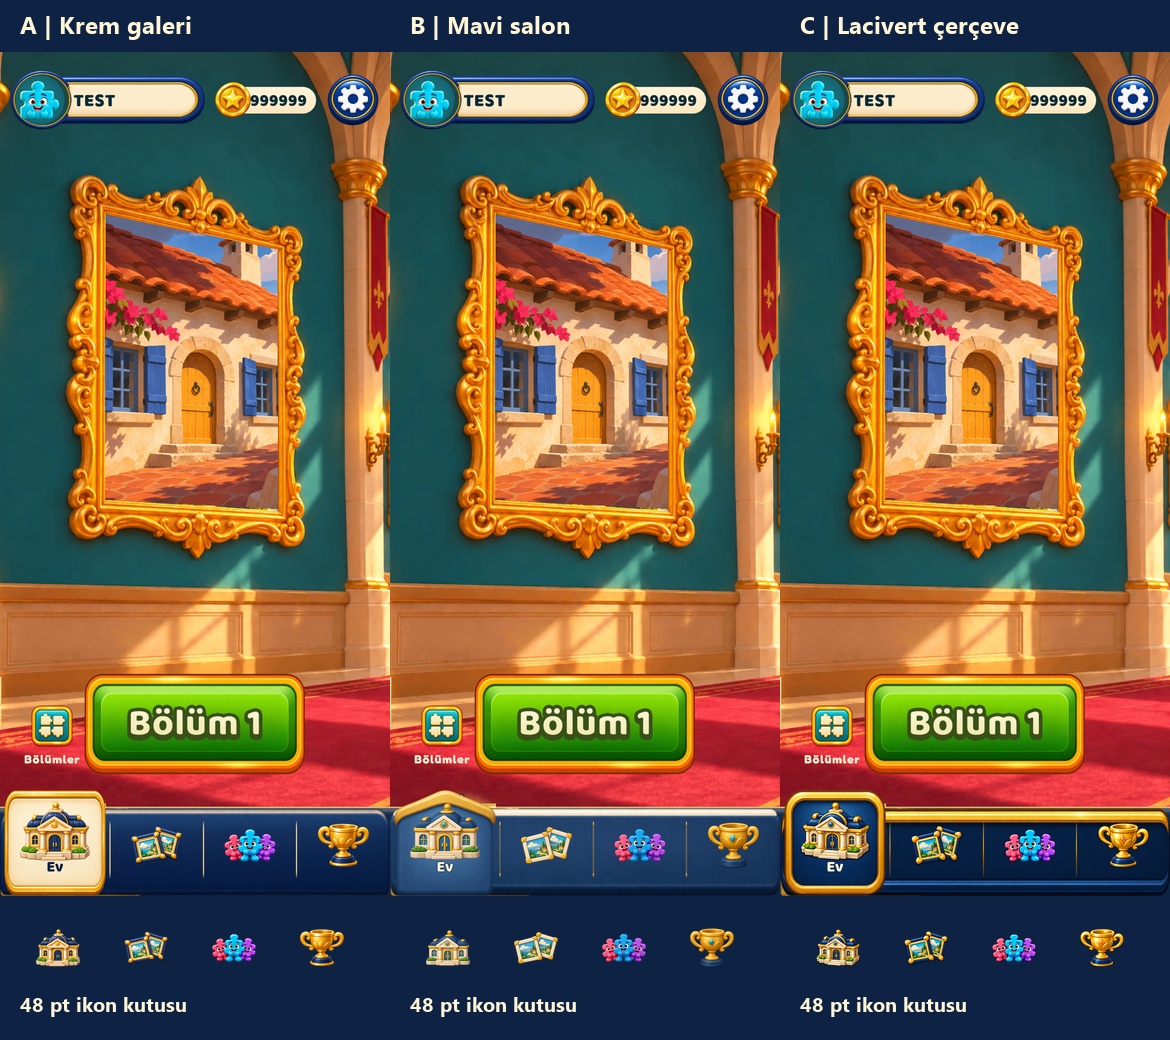 A | Krem galeri
B | Mavi salon
C | Lacivert çerçeve
TEST
999999
TEST
999999
TEST
999999
Bölüm 1
Bölüm 1
Bölüm 1
Bölümler
Bölümler
Bölümler
Ev
Ev
Ev
48 pt ikon kutusu
48 pt ikon kutusu
48 pt ikon kutusu